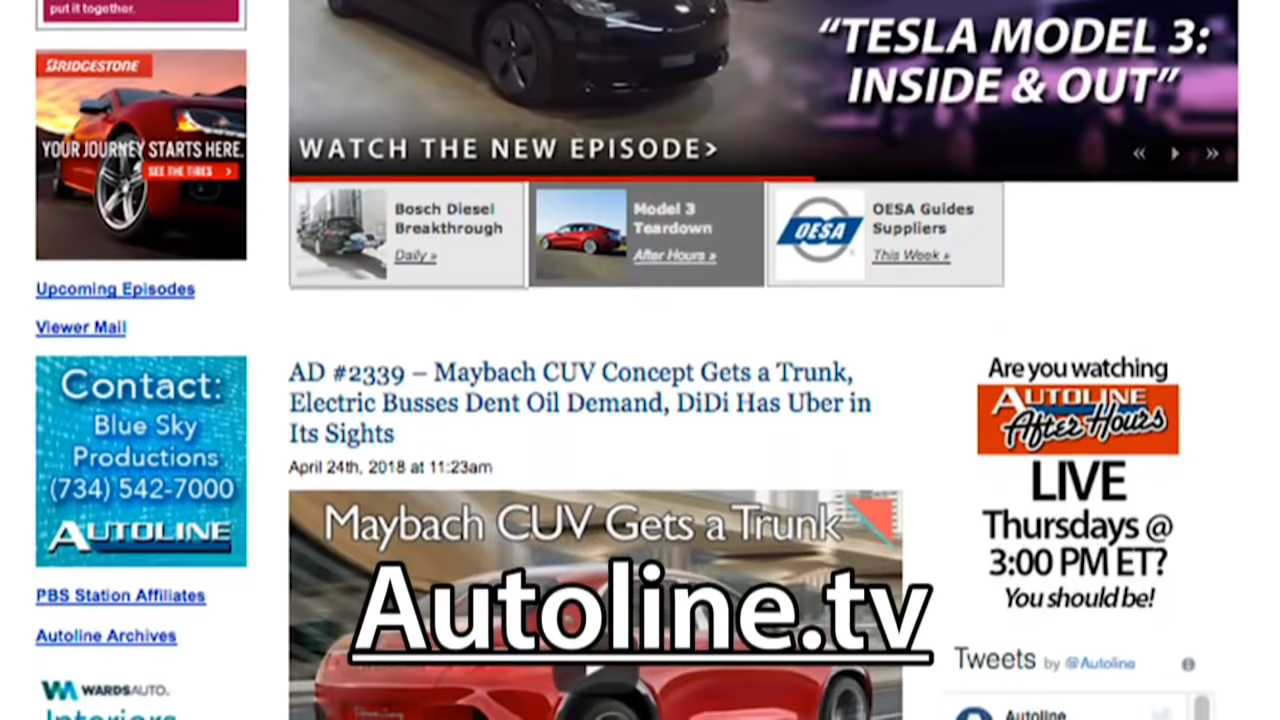 put it together.
BRIDGESTONE
YOUR JOURNEY STARTS HERE.
SEE THE TIRES >
Upcoming Episodes
Viewer Mail
Contact:
Blue Sky
Productions
(734) 542-7000
AUTOLINE
PBS Station Affiliates
Autoline Archives
WARDSAUTO.
Interiors
“TESLA MODEL 3:
INSIDE & OUT”
WATCH THE NEW EPISODE>
« »
Bosch Diesel
Breakthrough
Daily »
Model 3
Teardown
After Hours »
OESA
OESA Guides
Suppliers
This Week »
AD #2339 – Maybach CUV Concept Gets a Trunk,
Electric Busses Dent Oil Demand, DiDi Has Uber in
Its Sights
April 24th, 2018 at 11:23am
Maybach CUV Gets a Trunk
Autoline.tv
Are you watching
AUTOLINE
After Hours
LIVE
Thursdays @
3:00 PM ET?
You should be!
Tweets by @Autoline
Autoline